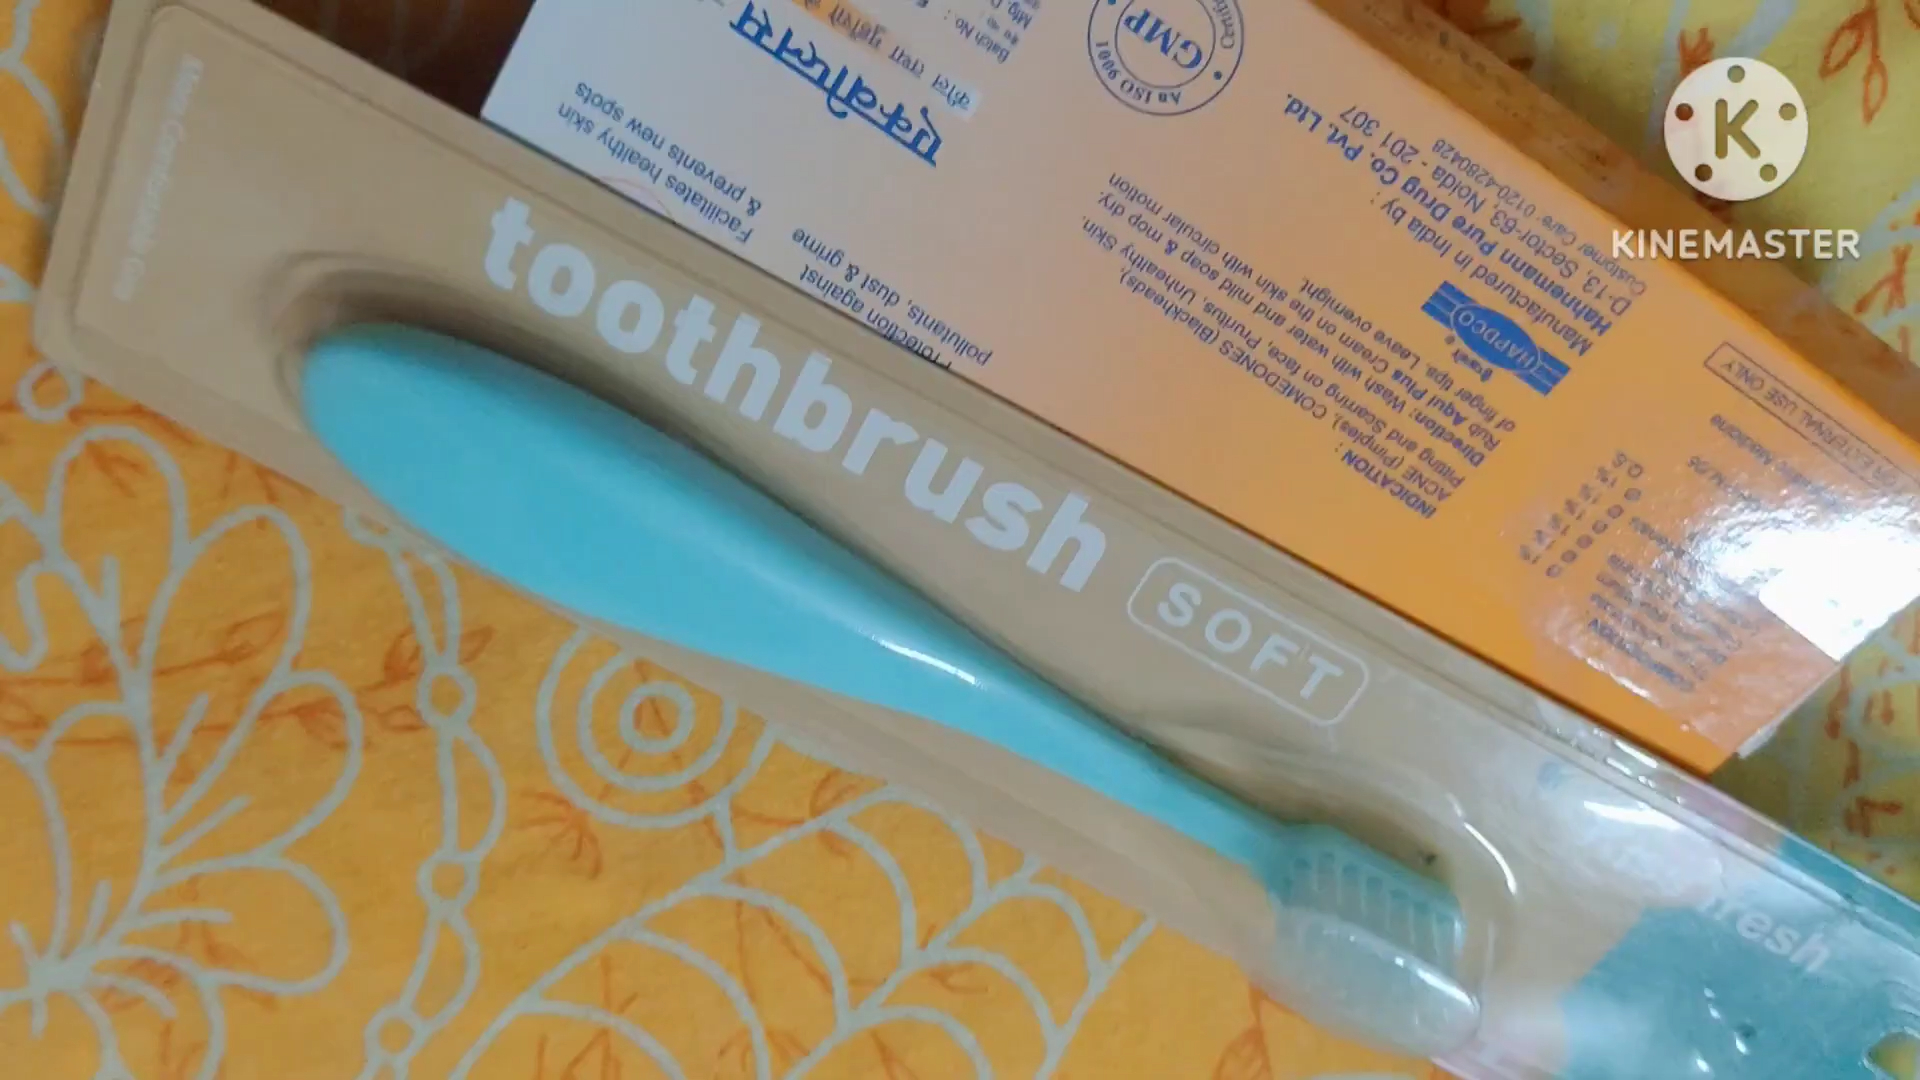 toothbrush
SOFT
fresh
KINEMASTER
K
एक्वीप्लस
कील तथा मुहाँसों
Batch No :
Facilitates healthy skin
& prevents new spots
Protection against
pollutants, dust & grime
GMP
AN ISO 9001
INDICATION :
ACNE (Pimples), COMEDONES (Blackheads),
Pitting and Scarring on face, Pruritus, Unhealthy skin.
Direction: Wash with water and mild soap & mop dry.
Rub Aqui Plus Cream on the skin with circular motion
of finger tips. Leave overnight.
HAPDCO
Manufactured in India by :
Hahnemann Pure Drug Co. Pvt. Ltd.
D-13, Sector-63, Noida - 201 307
Customer Care: 0120-4280428
FOR EXTERNAL USE ONLY